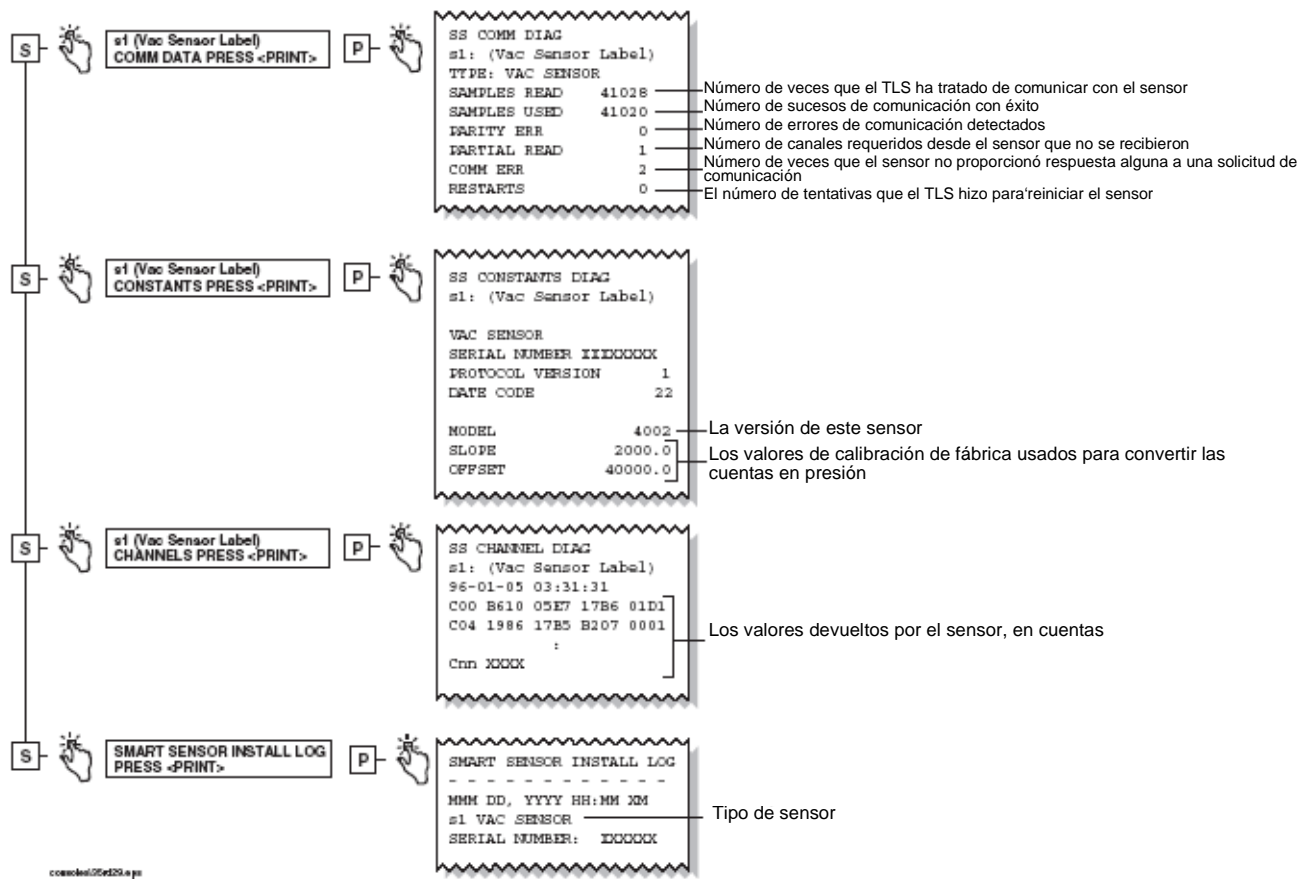 S
s1 (Vac Sensor Label)
COMM DATA PRESS <PRINT>
P
SS COMM DIAG
s1: (Vac Sensor Label)
TYPE: VAC SENSOR
SAMPLES READ 41028
Número de veces que el TLS ha tratado de comunicar con el sensor
SAMPLES USED 41020
Número de sucesos de comunicación con éxito
PARITY ERR 0
Número de errores de comunicación detectados
PARTIAL READ 1
Número de canales requeridos desde el sensor que no se recibieron
COMM ERR 2
Número de veces que el sensor no proporcionó respuesta alguna a una solicitud de
comunicación
RESTARTS 0
El número de tentativas que el TLS hizo para‘reiniciar el sensor
S
s1 (Vac Sensor Label)
CONSTANTS PRESS <PRINT>
P
SS CONSTANTS DIAG
s1: (Vac Sensor Label)
VAC SENSOR
SERIAL NUMBER
PROTOCOL VERSION 1
DATE CODE 22
MODEL 4002
La versión de este sensor
SLOPE 2000.0
OFFSET 40000.0
Los valores de calibración de fábrica usados para convertir las
cuentas en presión
S
s1 (Vac Sensor Label)
CHANNELS PRESS <PRINT>
P
SS CHANNEL DIAG
s1: (Vac Sensor Label)
96-01-05 03:31:31
C00 B610 05E7 17B6 01D1
C04 1986 17B5 B207 0001
:
Cnn XXXX
Los valores devueltos por el sensor, en cuentas
S
SMART SENSOR INSTALL LOG
PRESS <PRINT>
P
SMART SENSOR INSTALL LOG
- - - - - - - - - - - - -
MMM DD, YYYY HH:MM XM
s1 VAC SENSOR
Tipo de sensor
SERIAL NUMBER: